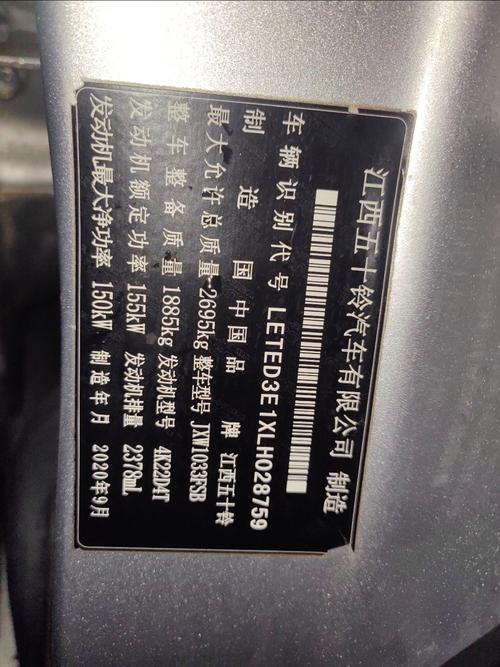 江西五十铃汽车有限公司 制造
车辆识别代号 LETED3E1XLH028759
制造国 中国 品牌 江西五十铃
最大允许总质量 2695kg 整车型号 JXW1033FSB
整车整备质量 1885kg 发动机型号 4K22D4T
发动机额定功率 155kW 发动机排量 2378mL
发动机最大净功率 150kW 制造年月 2020年9月